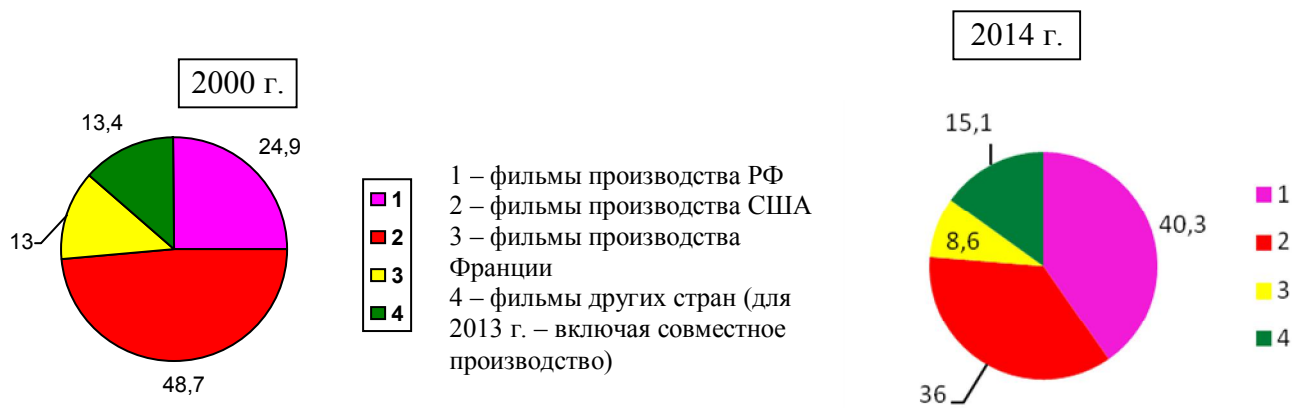 2000 г.
13,4
24,9
13
48,7
1
2
3
4
1 – фильмы производства РФ
2 – фильмы производства США
3 – фильмы производства
Франции
4 – фильмы других стран (для
2013 г. – включая совместное
производство)
2014 г.
15,1
40,3
8,6
36
1
2
3
4